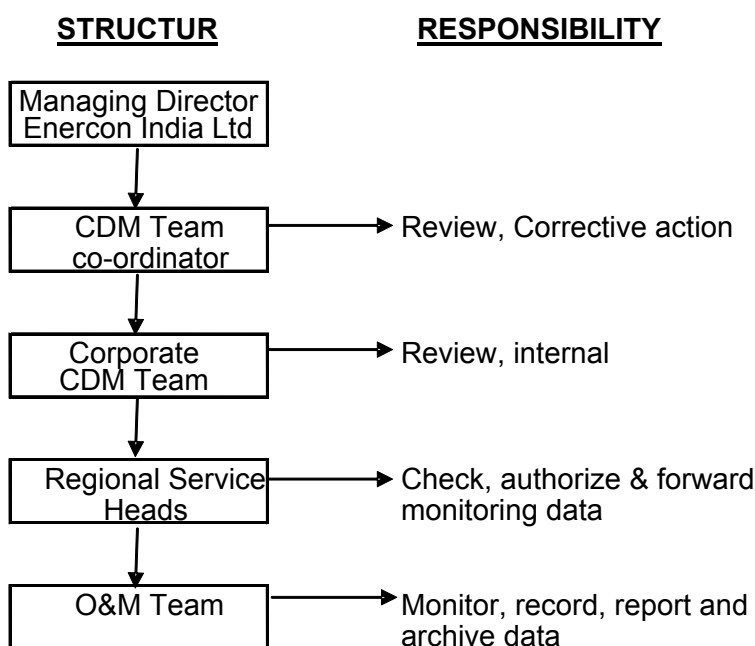 STRUCTUR RESPONSIBILITY
Managing Director
Enercon India Ltd
CDM Team
co-ordinator
Review, Corrective action
Corporate
CDM Team
Review, internal
Regional Service
Heads
Check, authorize & forward
monitoring data
O&M Team
Monitor, record, report and
archive data